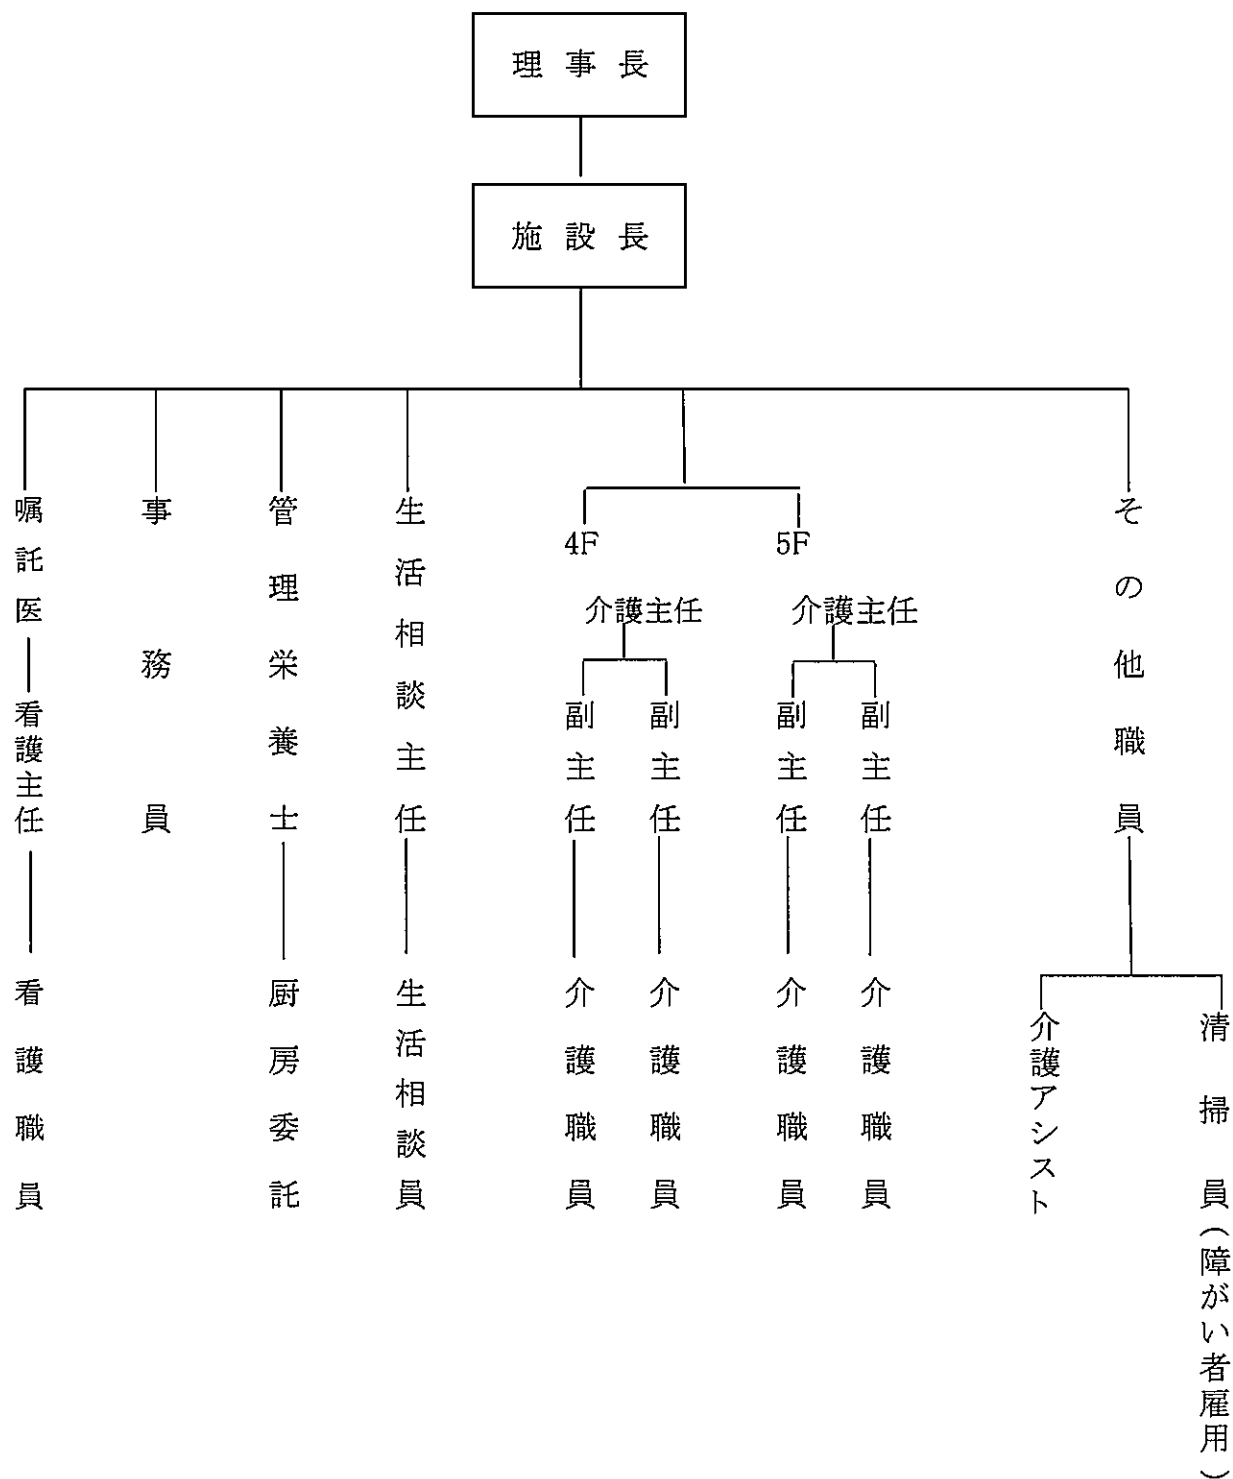 理事長
施設長
嘱託医
看護主任
看護職員
事務員
管理栄養士
厨房委託
生活相談主任
生活相談員
4F
介護主任
副主任
介護職員
副主任
介護職員
5F
介護主任
副主任
介護職員
副主任
介護職員
その他職員
介護アシスト
清掃員(障がい者雇用)